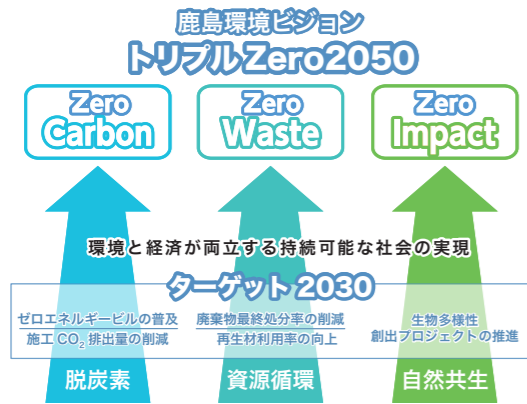 鹿島環境ビジョン
トリプルZero2050
Zero
Carbon
Zero
Waste
Zero
Impact
環境と経済が両立する持続可能な社会の実現
ターゲット 2030
ゼロエネルギービルの普及
施工CO₂排出量の削減
廃棄物最終処分率の削減
再生材利用率の向上
生物多様性
創出プロジェクトの推進
脱炭素
資源循環
自然共生